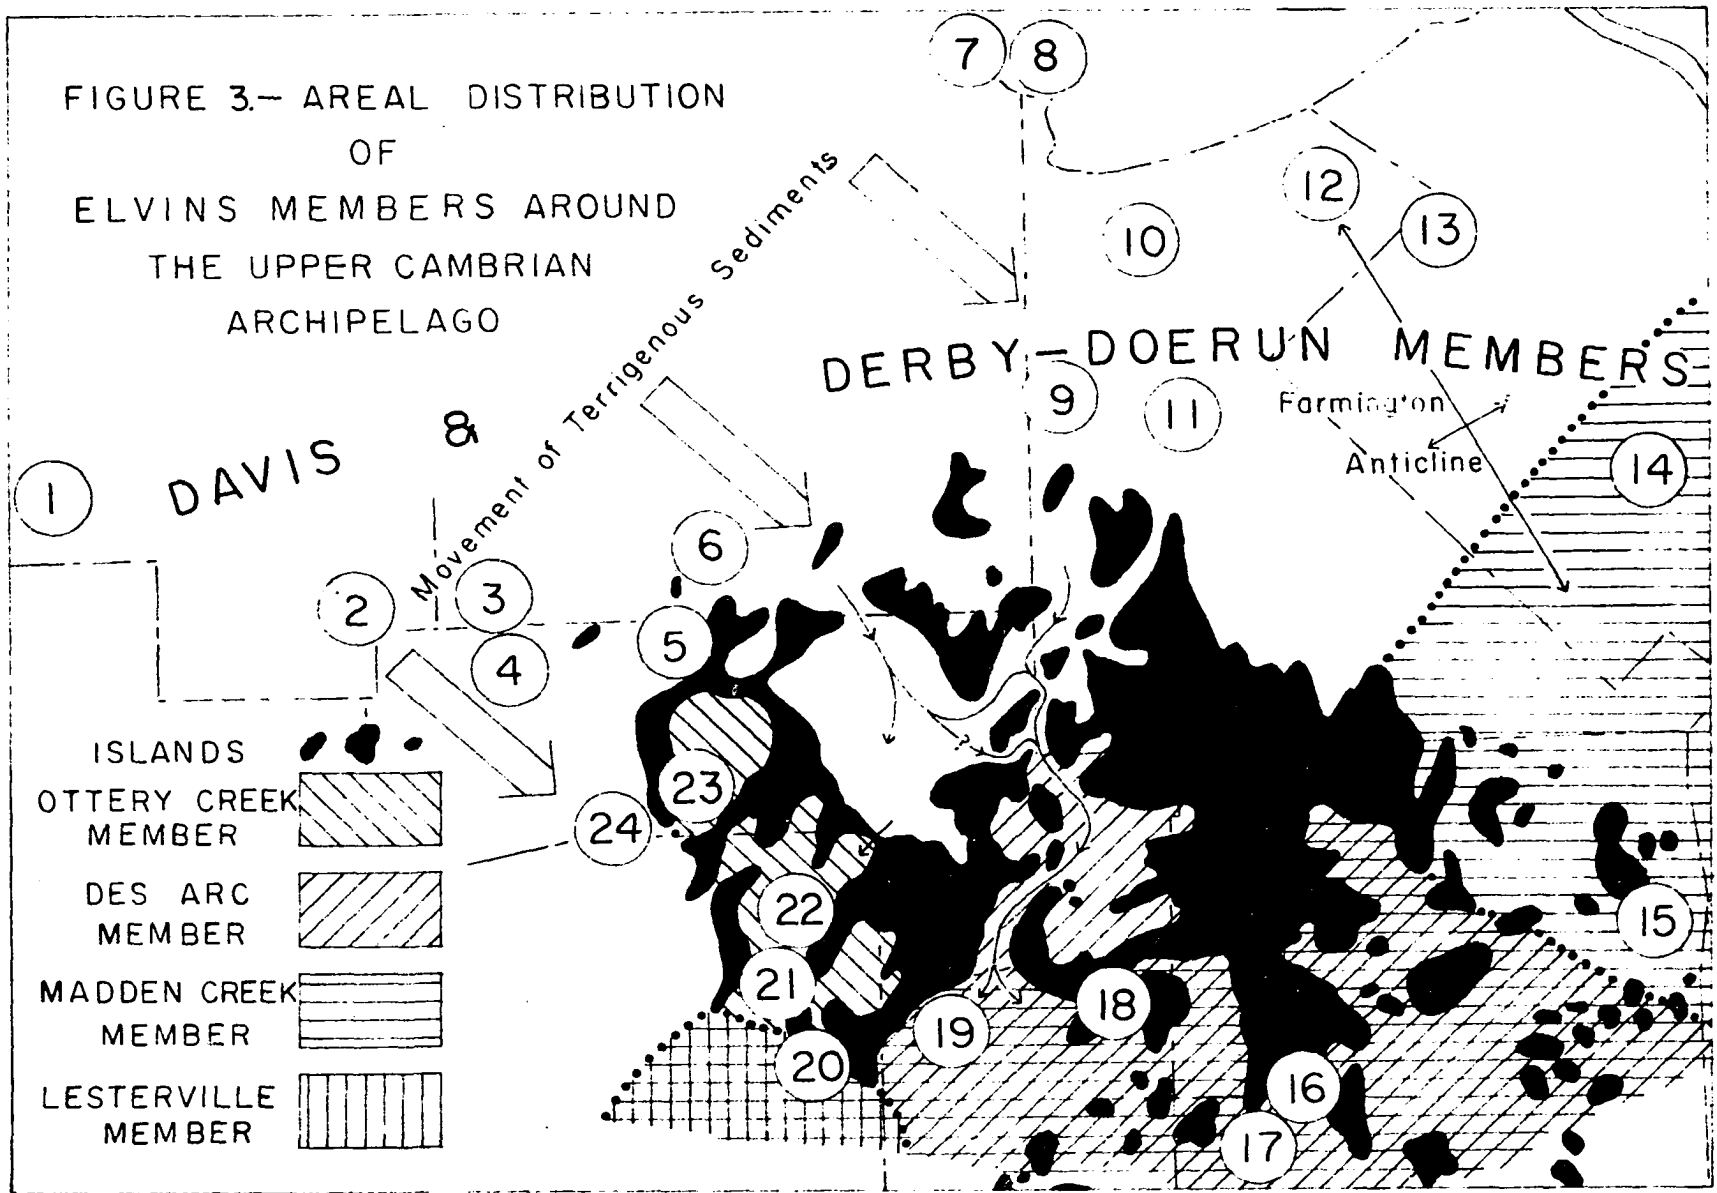 FIGURE 3.— AREAL DISTRIBUTION
OF
ELVINS MEMBERS AROUND
THE UPPER CAMBRIAN
ARCHIPELAGO
Movement of Terrigenous Sediments
DAVIS & DERBY—DOERUN MEMBERS
Farmington
Anticline
ISLANDS
OTTERY CREEK
MEMBER
DES ARC
MEMBER
MADDEN CREEK
MEMBER
LESTERVILLE
MEMBER
1
2
3
4
5
6
7
8
9
10
11
12
13
14
15
16
17
18
19
20
21
22
23
24
?